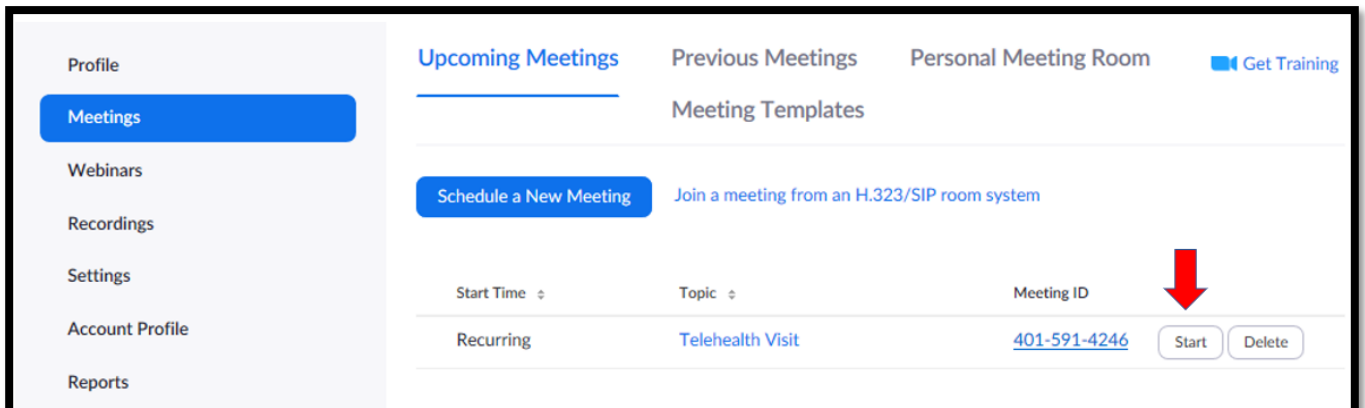 Profile
Meetings
Webinars
Recordings
Settings
Account Profile
Reports
Upcoming Meetings Previous Meetings Personal Meeting Room Get Training
Meeting Templates
Schedule a New Meeting Join a meeting from an H.323/SIP room system
Start Time Topic Meeting ID
Recurring Telehealth Visit 401-591-4246 Start Delete